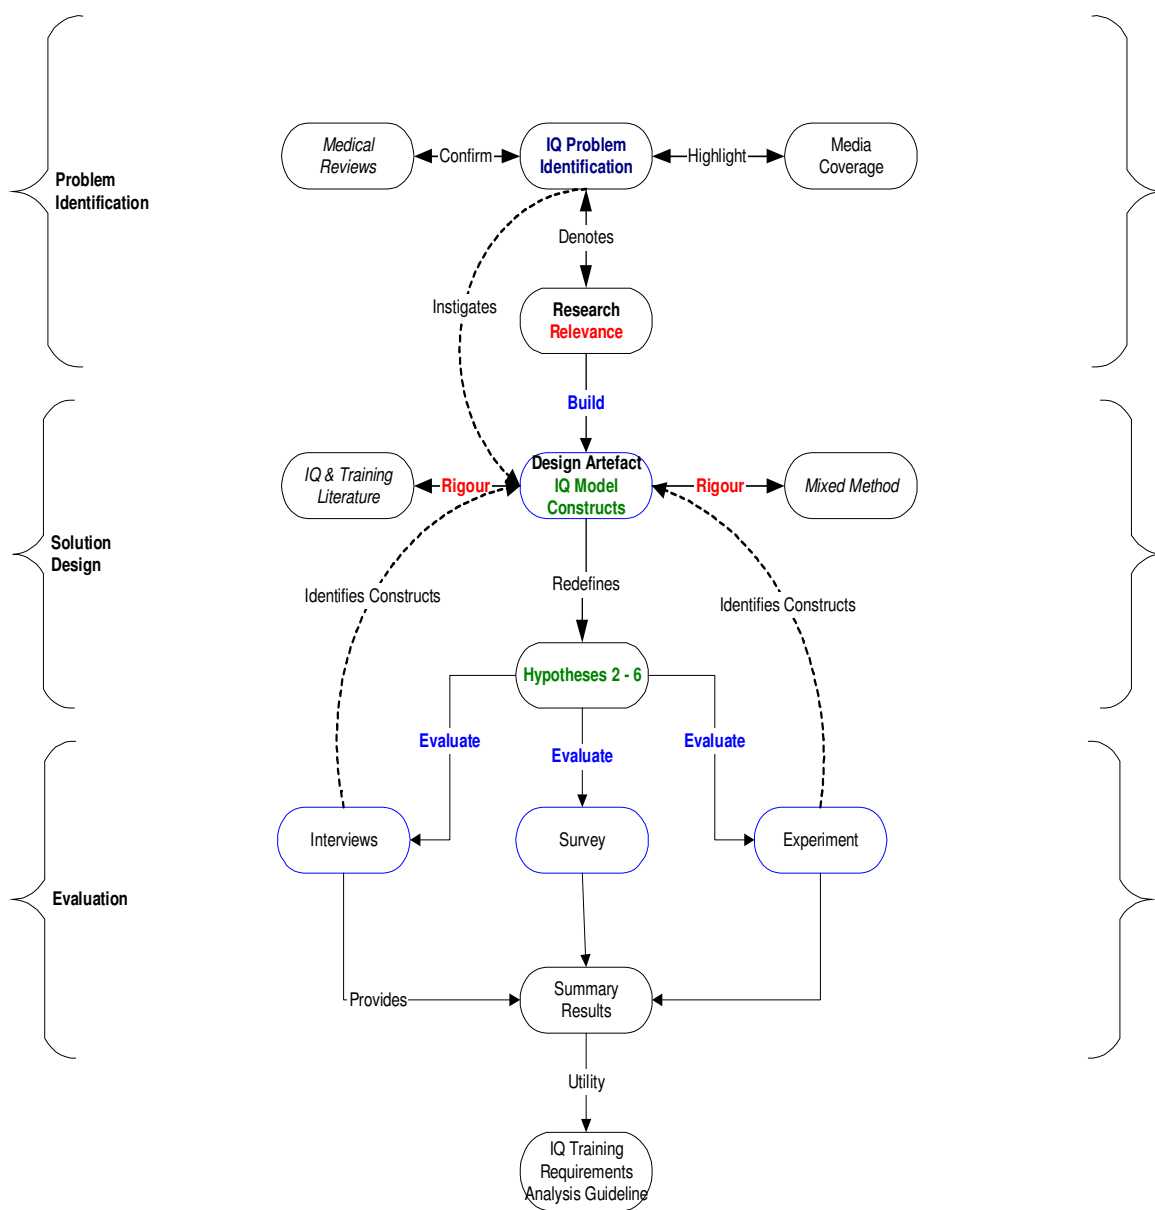 Medical
Reviews
Confirm
IQ Problem
Identification
Highlight
Media
Coverage
Problem
Identification
Denotes
Instigates
Research
Relevance
Build
IQ & Training
Literature
Rigour
Design Artefact
IQ Model
Constructs
Rigour
Mixed Method
Solution
Design
Redefines
Identifies Constructs
Identifies Constructs
Hypotheses 2 - 6
Evaluate
Evaluate
Evaluate
Interviews
Survey
Experiment
Evaluation
Provides
Summary
Results
Utility
IQ Training
Requirements
Analysis Guideline